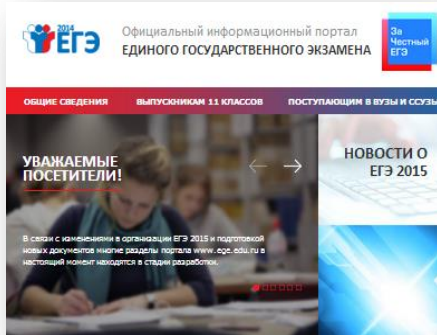 2014
ЕГЭ
Официальный информационный портал
ЕДИНОГО ГОСУДАРСТВЕННОГО ЭКЗАМЕНА
За
Честный
ЕГЭ
ОБЩИЕ СВЕДЕНИЯ ВЫПУСКНИКАМ 11 КЛАССОВ ПОСТУПАЮЩИМ В ВУЗЫ И ССУЗЫ
УВАЖАЕМЫЕ
ПОСЕТИТЕЛИ!
НОВОСТИ О
ЕГЭ 2015
В связи с изменениями в организации ЕГЭ 2015 и подготовкой
новых документов многие разделы портала www.ege.edu.ru в
настоящий момент находятся в стадии разработки.